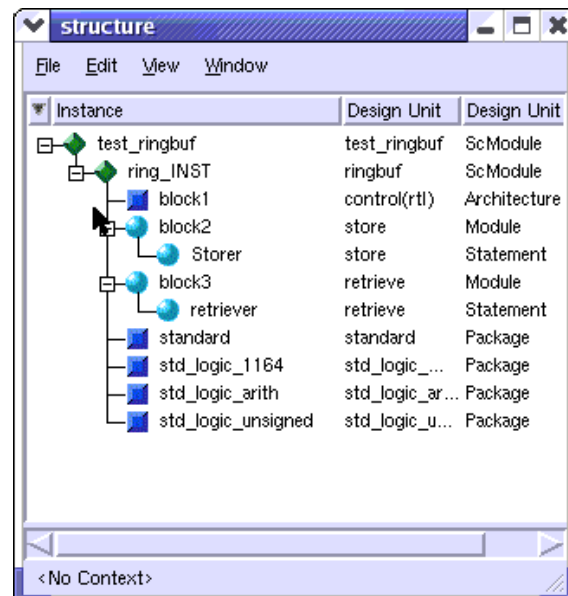 structure
File Edit View Window
Instance Design Unit Design Unit
test_ringbuf test_ringbuf ScModule
ring_INST ringbuf ScModule
block1 control(rtl) Architecture
block2 store Module
Storer store Statement
block3 retrieve Module
retriever retrieve Statement
standard standard Package
std_logic_1164 std_logic_... Package
std_logic_arith std_logic_ar... Package
std_logic_unsigned std_logic_u... Package
<No Context>